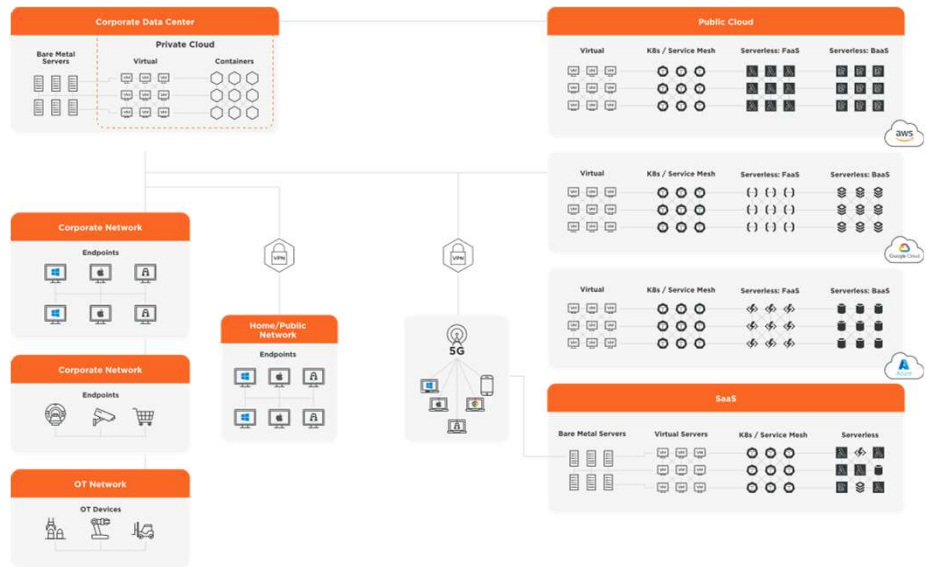 Corporate Data Center
Private Cloud
Bare Metal
Servers
Virtual
Containers
Public Cloud
Virtual
K8s / Service Mesh
Serverless: FaaS
Serverless: BaaS
aws
Virtual
K8s / Service Mesh
Serverless: FaaS
Serverless: BaaS
Google Cloud
Virtual
K8s / Service Mesh
Serverless: FaaS
Serverless: BaaS
Azure
Corporate Network
Endpoints
VPN
VPN
Home/Public
Network
Endpoints
5G
Corporate Network
Endpoints
OT Network
OT Devices
SaaS
Bare Metal Servers
Virtual Servers
K8s / Service Mesh
Serverless